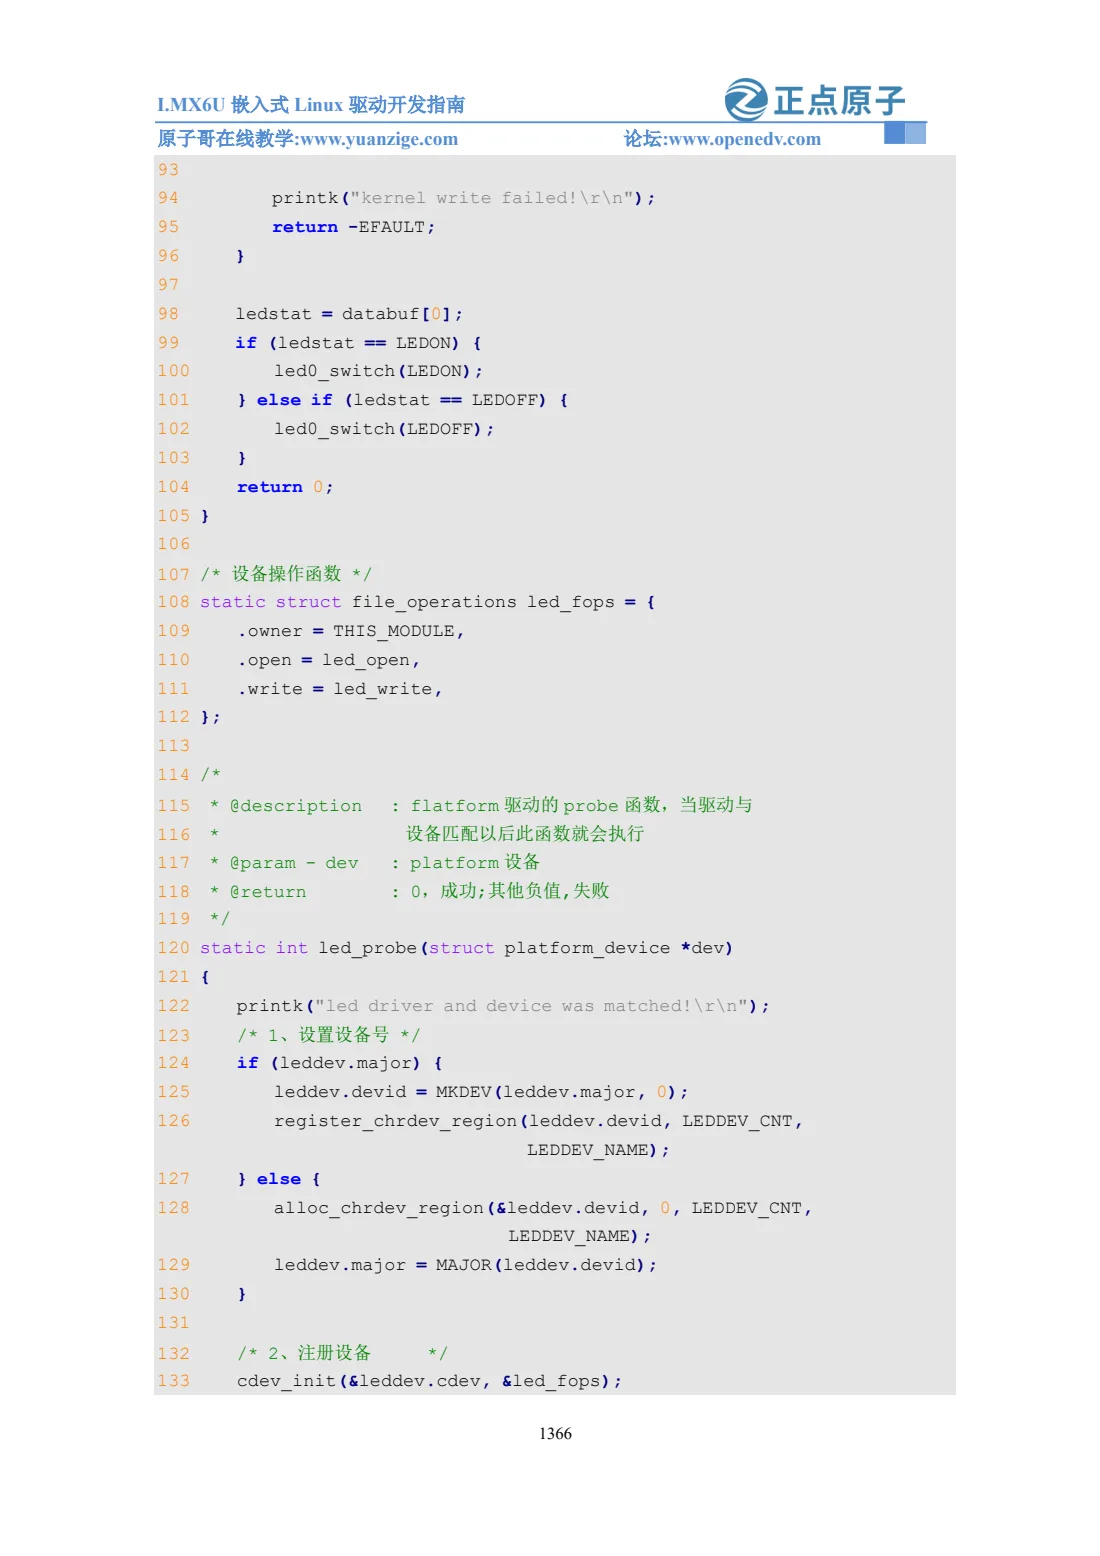 I.MX6U 嵌入式 Linux 驱动开发指南
正点原子
原子哥在线教学:www.yuanzige.com 论坛:www.openedv.com
93
94 printk("kernel write failed!\r\n");
95 return -EFAULT;
96 }
97
98 ledstat = databuf[0];
99 if (ledstat == LEDON) {
100 led0_switch(LEDON);
101 } else if (ledstat == LEDOFF) {
102 led0_switch(LEDOFF);
103 }
104 return 0;
105 }
106
107 /* 设备操作函数 */
108 static struct file_operations led_fops = {
109 .owner = THIS_MODULE,
110 .open = led_open,
111 .write = led_write,
112 };
113
114 /*
115 * @description : flatform 驱动的 probe 函数，当驱动与
116 * 设备匹配以后此函数就会执行
117 * @param - dev : platform 设备
118 * @return : 0，成功;其他负值,失败
119 */
120 static int led_probe(struct platform_device *dev)
121 {
122 printk("led driver and device was matched!\r\n");
123 /* 1、设置设备号 */
124 if (leddev.major) {
125 leddev.devid = MKDEV(leddev.major, 0);
126 register_chrdev_region(leddev.devid, LEDDEV_CNT,
LEDDEV_NAME);
127 } else {
128 alloc_chrdev_region(&leddev.devid, 0, LEDDEV_CNT,
LEDDEV_NAME);
129 leddev.major = MAJOR(leddev.devid);
130 }
131
132 /* 2、注册设备 */
133 cdev_init(&leddev.cdev, &led_fops);
1366